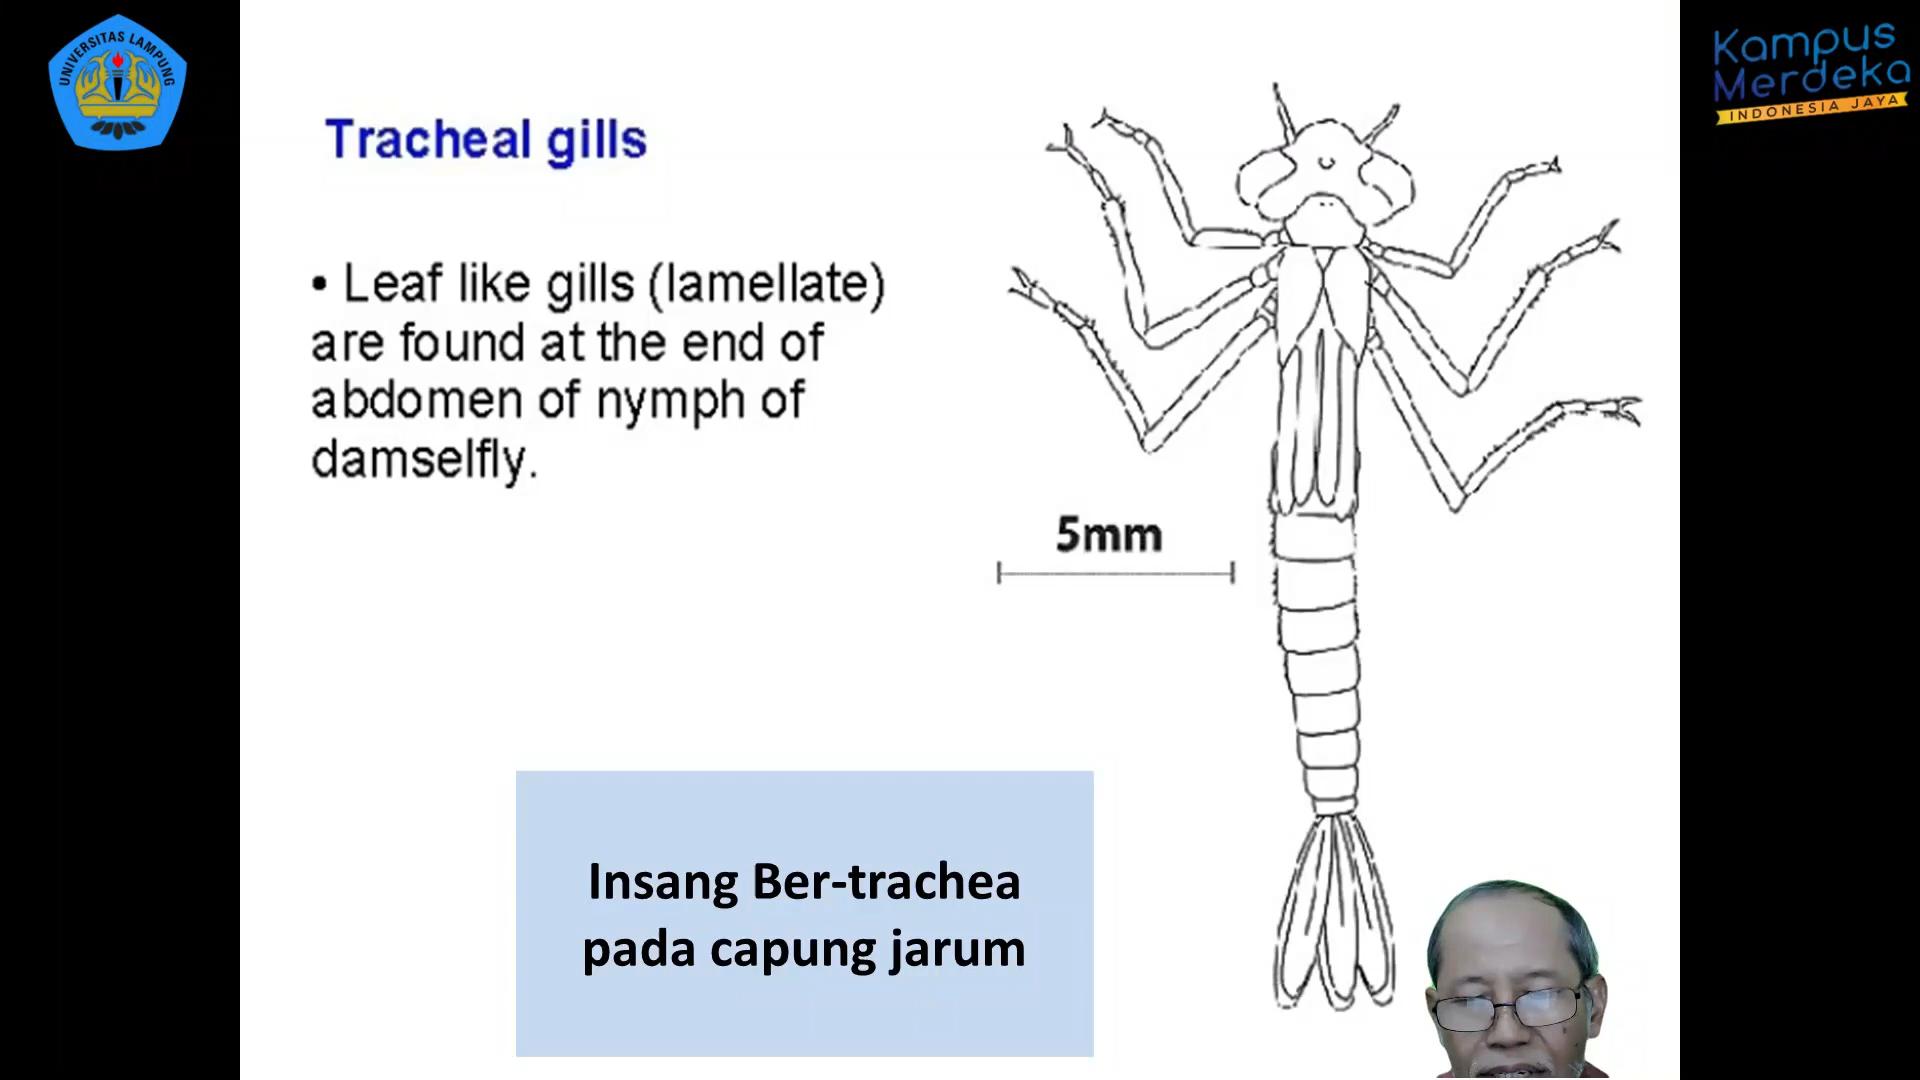 UNIVERSITAS LAMPUNG
Kampus
Merdeka
INDONESIA JAYA
Tracheal gills
• Leaf like gills (lamellate)
are found at the end of
abdomen of nymph of
damselfly.
5mm
Insang Ber-trachea
pada capung jarum